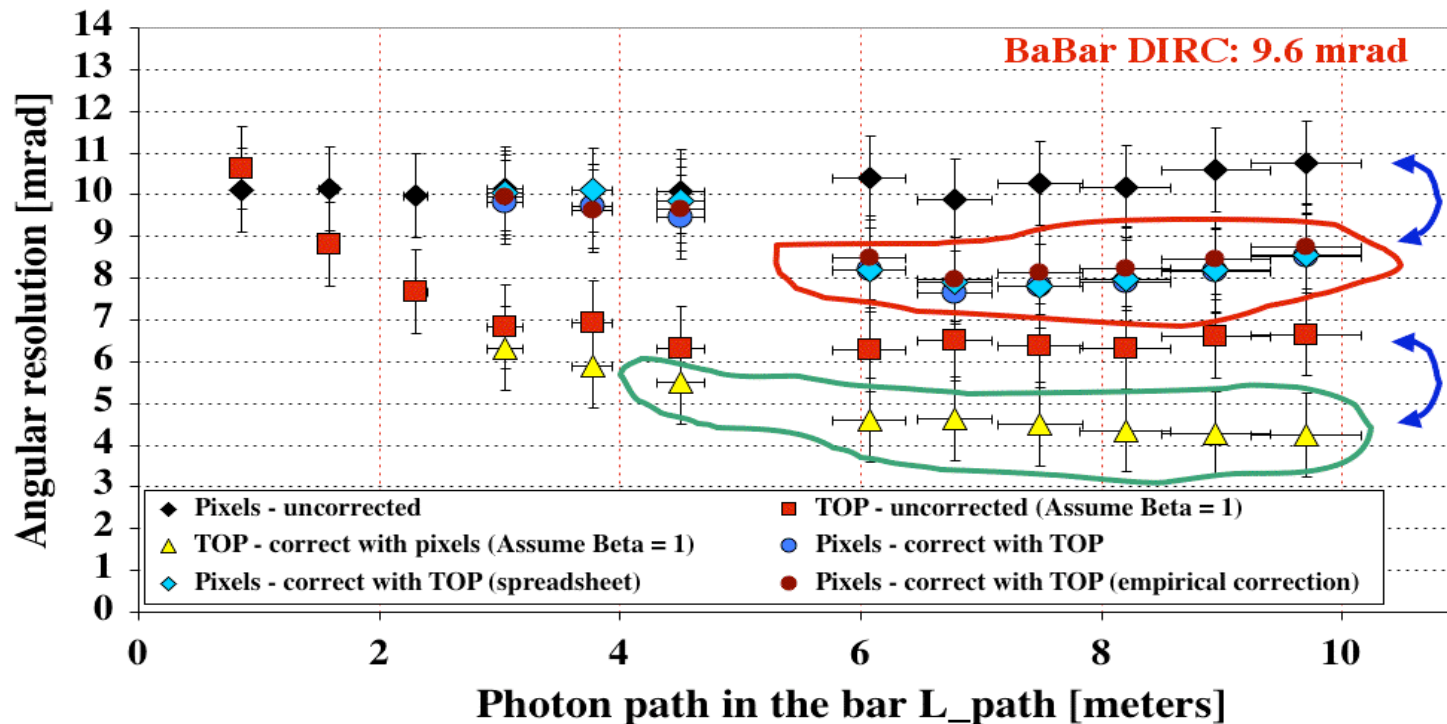 BaBar DIRC: 9.6 mrad
Angular resolution [mrad]
14
13
12
11
10
9
8
7
6
5
4
3
2
1
0
Pixels - uncorrected
TOP - uncorrected (Assume Beta = 1)
TOP - correct with pixels (Assume Beta = 1)
Pixels - correct with TOP
Pixels - correct with TOP (spreadsheet)
Pixels - correct with TOP (empirical correction)
0 2 4 6 8 10
Photon path in the bar L_path [meters]